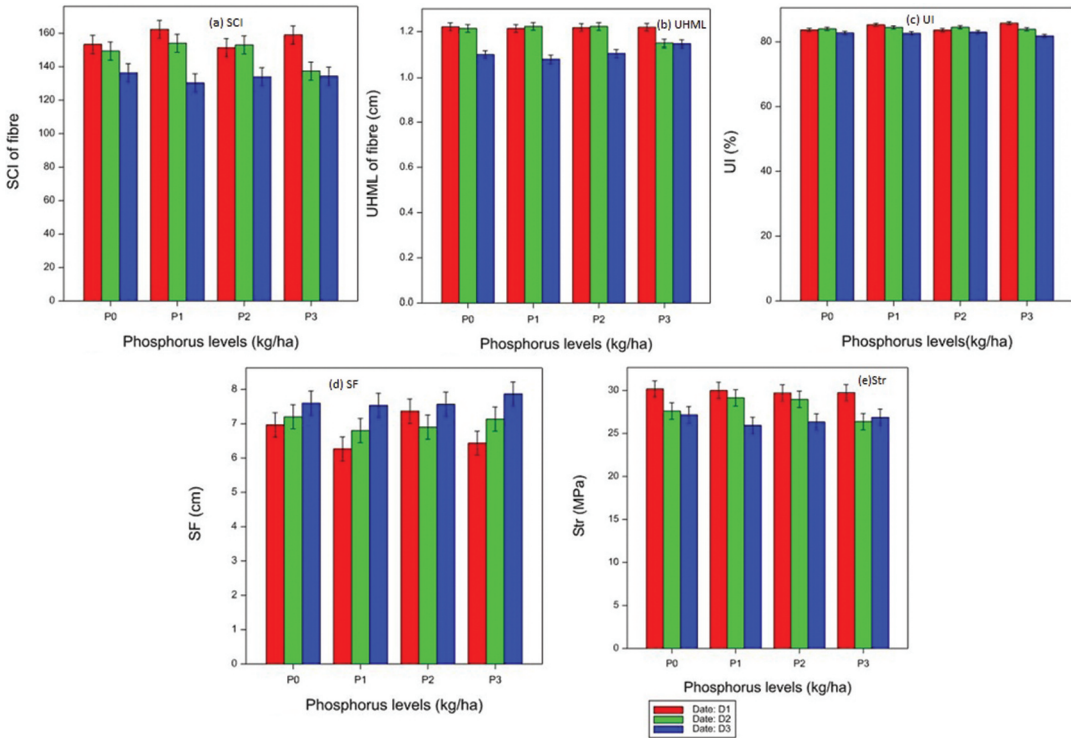 (a) SCI
160
140
120
100
80
60
40
20
0
SCI of fibre
P0 P1 P2 P3
Phosphorus levels (kg/ha)
(b) UHML
1.2
1.0
0.8
0.6
0.4
0.2
0.0
UHML of fibre (cm)
P0 P1 P2 P3
Phosphorus levels (kg/ha)
(c) UI
80
60
40
20
0
UI (%)
P0 P1 P2 P3
Phosphorus levels(kg/ha)
(d) SF
8
7
6
5
4
3
2
1
0
SF (cm)
P0 P1 P2 P3
Phosphorus levels (kg/ha)
(e)Str
30
25
20
15
10
5
0
Str (MPa)
P0 P1 P2 P3
Phosphorus levels (kg/ha)
Date: D1
Date: D2
Date: D3